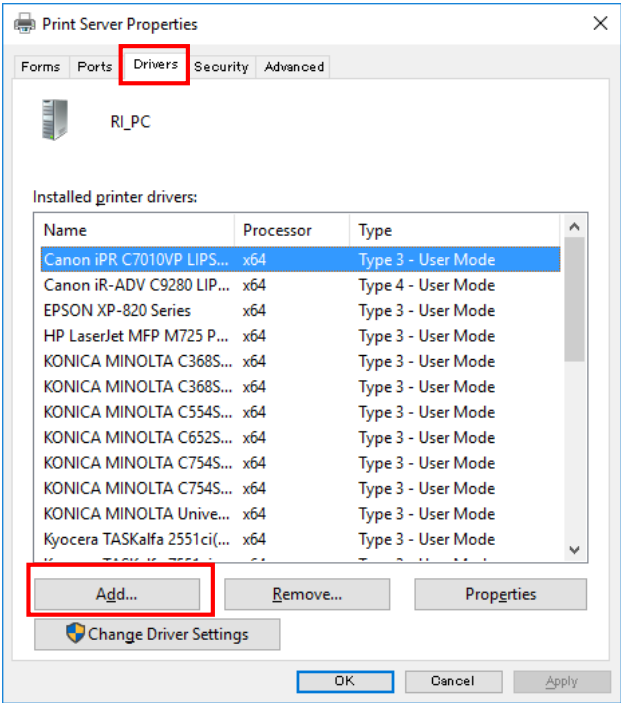 Print Server Properties
Forms Ports Drivers Security Advanced
RI_PC
Installed printer drivers:
Name Processor Type
Canon iPR C7010VP LIPS... x64 Type 3 - User Mode
Canon iR-ADV C9280 LIP... x64 Type 4 - User Mode
EPSON XP-820 Series x64 Type 3 - User Mode
HP LaserJet MFP M725 P... x64 Type 3 - User Mode
KONICA MINOLTA C368S... x64 Type 3 - User Mode
KONICA MINOLTA C368S... x64 Type 3 - User Mode
KONICA MINOLTA C554S... x64 Type 3 - User Mode
KONICA MINOLTA C652S... x64 Type 3 - User Mode
KONICA MINOLTA C754S... x64 Type 3 - User Mode
KONICA MINOLTA C754S... x64 Type 3 - User Mode
KONICA MINOLTA Unive... x64 Type 3 - User Mode
Kyocera TASKalfa 2551ci(... x64 Type 3 - User Mode
Add... Remove... Properties
Change Driver Settings
OK Cancel Apply